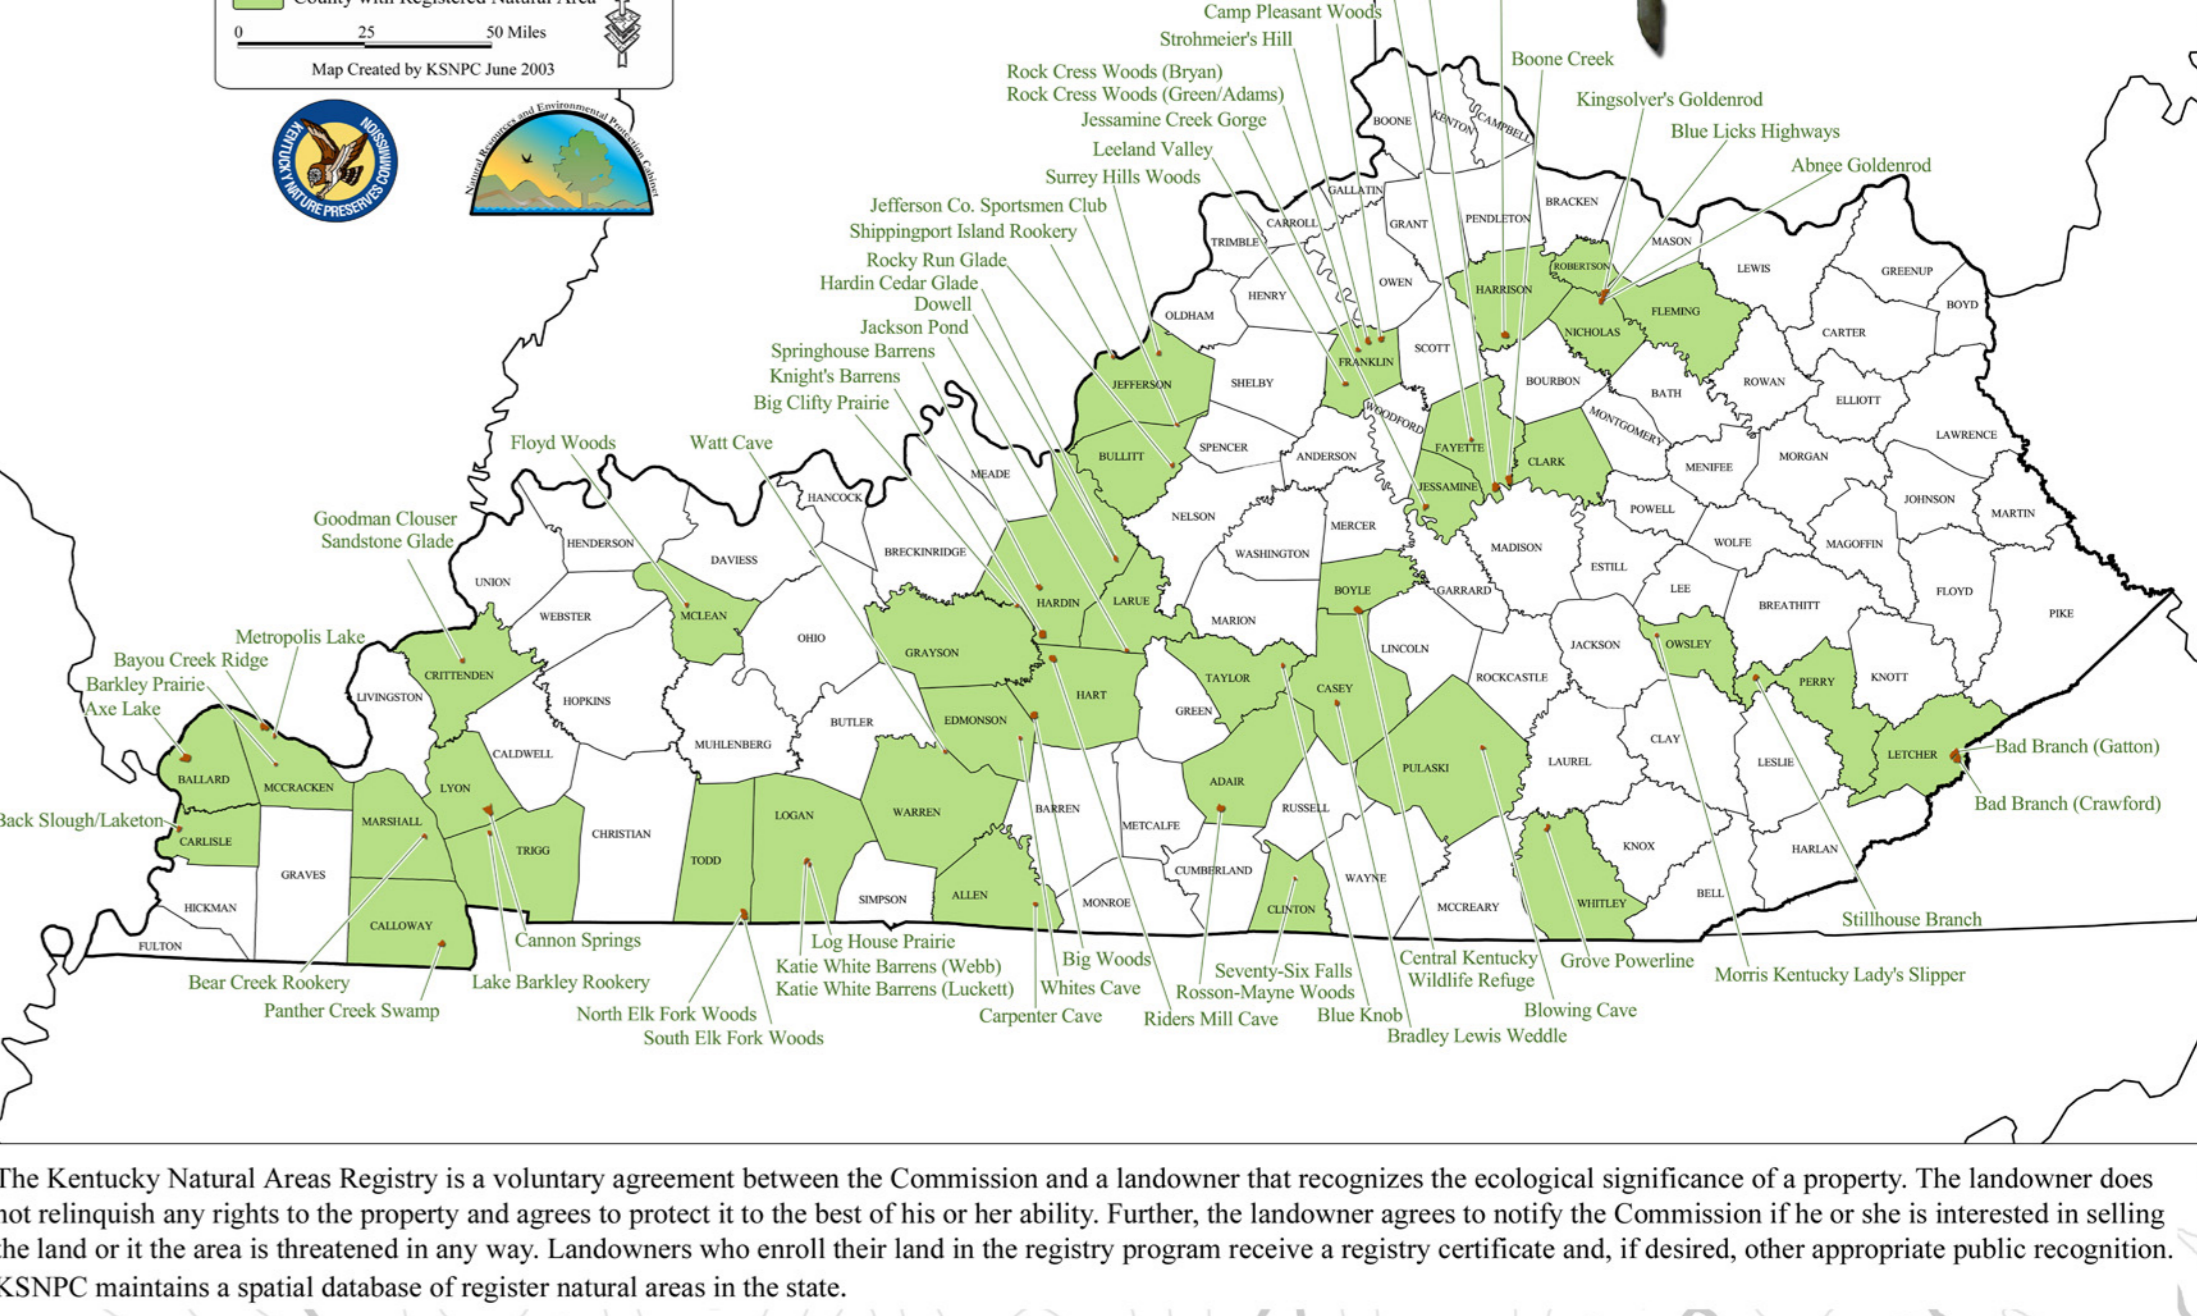 County with Registered Natural Area
0 25 50 Miles
Map Created by KSNPC June 2003
KENTUCKY NATURE PRESERVES COMMISSION
Natural Resources and Environmental Protection Cabinet
Camp Pleasant Woods
Strohmeier's Hill
Rock Cress Woods (Bryan)
Rock Cress Woods (Green/Adams)
Jessamine Creek Gorge
Leeland Valley
Surrey Hills Woods
Jefferson Co. Sportsmen Club
Shippingport Island Rookery
Rocky Run Glade
Hardin Cedar Glade
Dowell
Jackson Pond
Springhouse Barrens
Knight's Barrens
Big Clifty Prairie
Boone Creek
Kingsolver's Goldenrod
Blue Licks Highways
Abnee Goldenrod
Floyd Woods
Watt Cave
Goodman Clouser
Sandstone Glade
Metropolis Lake
Bayou Creek Ridge
Barkley Prairie
Axe Lake
Back Slough/Laketon
BOONE
KENTON
CAMPBELL
GALLATIN
CARROLL
TRIMBLE
GRANT
PENDLETON
BRACKEN
MASON
ROBERTSON
LEWIS
GREENUP
BOYD
OWEN
HENRY
OLDHAM
HARRISON
FLEMING
NICHOLAS
CARTER
SCOTT
FRANKLIN
SHELBY
JEFFERSON
BOURBON
BATH
ROWAN
ELLIOTT
WOODFORD
MONTGOMERY
LAWRENCE
FAYETTE
CLARK
MENIFEE
MORGAN
SPENCER
ANDERSON
BULLITT
MEADE
HANCOCK
JESSAMINE
POWELL
JOHNSON
MARTIN
NELSON
MERCER
WASHINGTON
MADISON
WOLFE
MAGOFFIN
HENDERSON
DAVIESS
BRECKINRIDGE
UNION
WEBSTER
MCLEAN
OHIO
HARDIN
LARUE
MARION
BOYLE
GARRARD
ESTILL
LEE
BREATHITT
FLOYD
PIKE
GRAYSON
HART
TAYLOR
GREEN
CASEY
LINCOLN
ROCKCASTLE
JACKSON
OWSLEY
PERRY
KNOTT
CRITTENDEN
LIVINGSTON
HOPKINS
CALDWELL
MUHLENBERG
BUTLER
EDMONSON
BALLARD
MCCRACKEN
LYON
MARSHALL
CARLISLE
GRAVES
HICKMAN
FULTON
CALLOWAY
TRIGG
CHRISTIAN
TODD
LOGAN
WARREN
SIMPSON
ALLEN
BARREN
METCALFE
MONROE
ADAIR
RUSSELL
CUMBERLAND
CLINTON
WAYNE
PULASKI
MCCREARY
LAUREL
CLAY
LESLIE
LETCHER
KNOX
WHITLEY
BELL
HARLAN
Bad Branch (Gatton)
Bad Branch (Crawford)
Stillhouse Branch
Morris Kentucky Lady's Slipper
Grove Powerline
Blowing Cave
Central Kentucky
Wildlife Refuge
Bradley Lewis Weddle
Blue Knob
Seventy-Six Falls
Rosson-Mayne Woods
Riders Mill Cave
Big Woods
Whites Cave
Carpenter Cave
Log House Prairie
Katie White Barrens (Webb)
Katie White Barrens (Luckett)
North Elk Fork Woods
South Elk Fork Woods
Cannon Springs
Lake Barkley Rookery
Bear Creek Rookery
Panther Creek Swamp
The Kentucky Natural Areas Registry is a voluntary agreement between the Commission and a landowner that recognizes the ecological significance of a property. The landowner does
not relinquish any rights to the property and agrees to protect it to the best of his or her ability. Further, the landowner agrees to notify the Commission if he or she is interested in selling
the land or it the area is threatened in any way. Landowners who enroll their land in the registry program receive a registry certificate and, if desired, other appropriate public recognition.
KSNPC maintains a spatial database of register natural areas in the state.